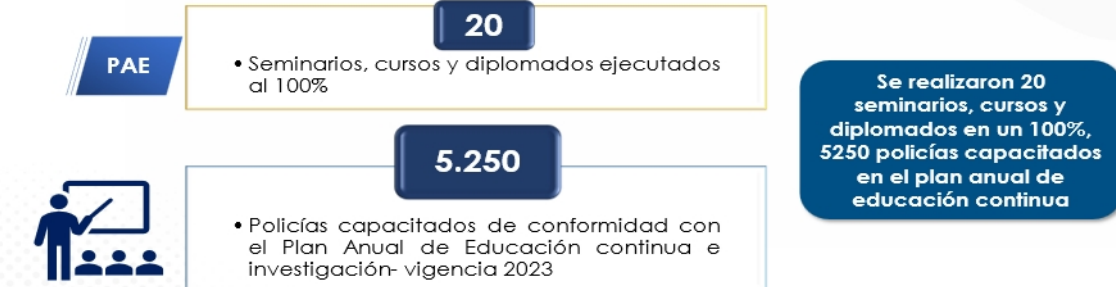 20
PAE
• Seminarios, cursos y diplomados ejecutados
al 100%
5.250
• Policías capacitados de conformidad con
el Plan Anual de Educación continua e
investigación- vigencia 2023
Se realizaron 20
seminarios, cursos y
diplomados en un 100%,
5250 policías capacitados
en el plan anual de
educación continua